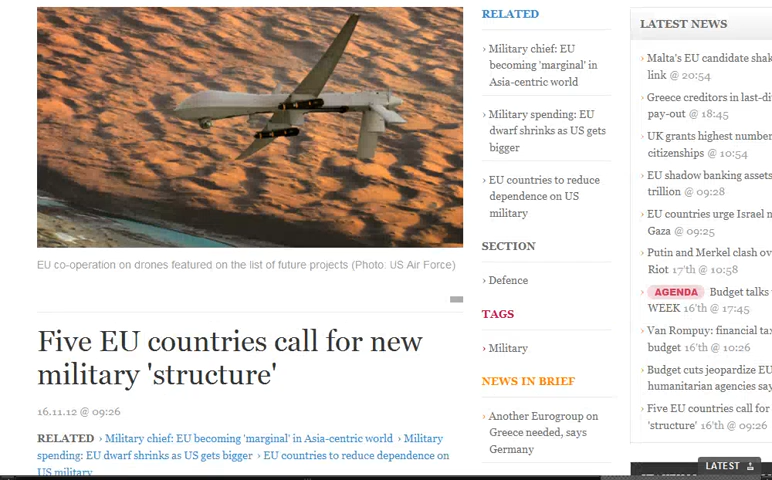 EU co-operation on drones featured on the list of future projects (Photo: US Air Force)
Five EU countries call for new
military 'structure'
16.11.12 @ 09:26
RELATED › Military chief: EU becoming 'marginal' in Asia-centric world › Military
spending: EU dwarf shrinks as US gets bigger › EU countries to reduce dependence on
US military
RELATED
› Military chief: EU
becoming 'marginal' in
Asia-centric world
› Military spending: EU
dwarf shrinks as US gets
bigger
› EU countries to reduce
dependence on US
military
SECTION
› Defence
TAGS
› Military
NEWS IN BRIEF
› Another Eurogroup on
Greece needed, says
Germany
LATEST NEWS
› Malta's EU candidate shak
link @ 20:54
› Greece creditors in last-di
pay-out @ 18:45
› UK grants highest number
citizenships @ 10:54
› EU shadow banking assets
trillion @ 09:28
› EU countries urge Israel n
Gaza @ 09:25
› Putin and Merkel clash ov
Riot 17'th @ 10:58
› AGENDA Budget talks
WEEK 16'th @ 17:45
› Van Rompuy: financial tax
budget 16'th @ 10:26
› Budget cuts jeopardize EU
humanitarian agencies say
› Five EU countries call for
'structure' 16'th @ 09:26
LATEST